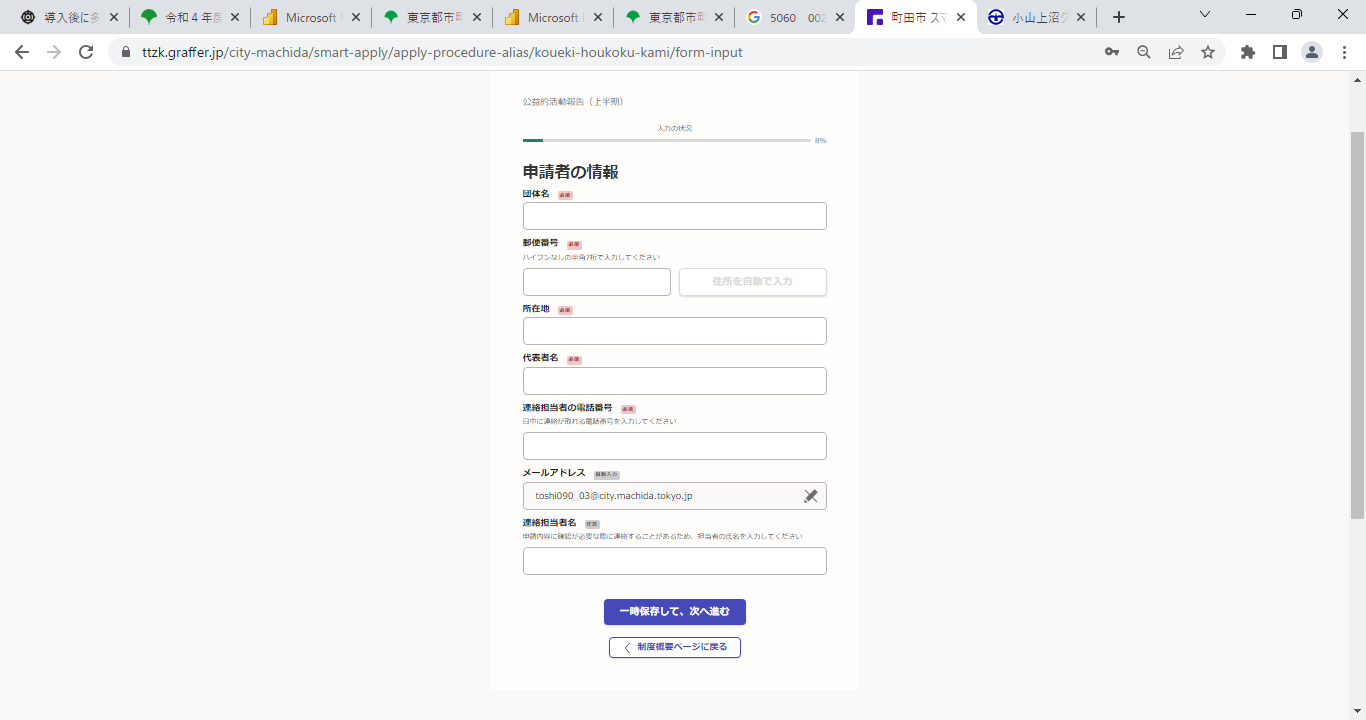 導入後に多
令和４年度
Microsoft
東京都市町
Microsoft
東京都市町
5060 002
町田市 スマ
小山上沼ク
ttzk.graffer.jp/city-machida/smart-apply/apply-procedure-alias/koueki-houkoku-kami/form-input
公益的活動報告（上半期）
入力の状況
8%
申請者の情報
団体名 必須
郵便番号 必須
ハイフンなしの半角7桁で入力してください
住所を自動で入力
所在地 必須
代表者名 必須
連絡担当者の電話番号 必須
日中に連絡が取れる電話番号を入力してください
メールアドレス 自動入力
toshi090_03@city.machida.tokyo.jp
連絡担当者名 任意
申請内容に確認が必要な際に連絡することがあるため、担当者の氏名を入力してください
一時保存して、次へ進む
制度概要ページに戻る